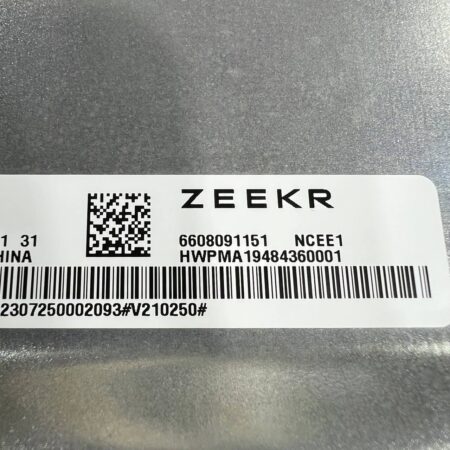 ZEEKR
1 31 6608091151 NCEE1
HINA HWPMA19484360001
2307250002093#V210250#